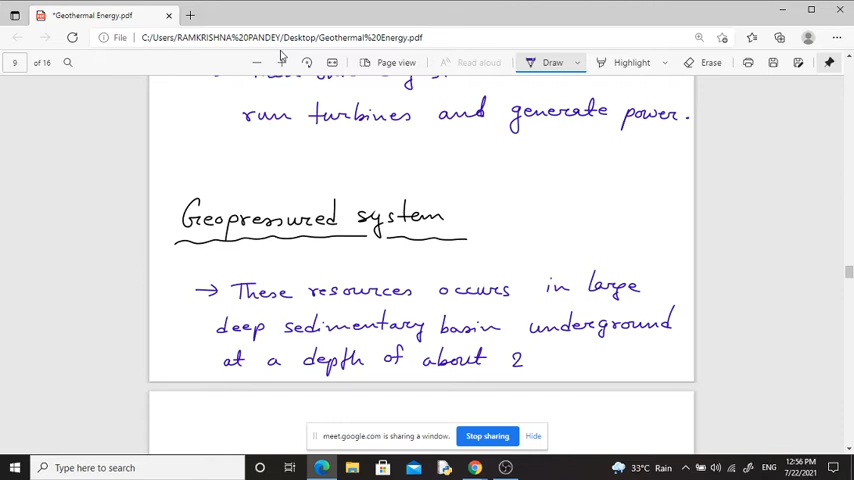 *Geothermal Energy.pdf
File
C:/Users/RAMKRISHNA%20PANDEY/Desktop/Geothermal%20Energy.pdf
9 of 16
Page view
Read aloud
Draw
Highlight
Erase
run turbines and generate power.
Geopressured system
→ These resources occurs in large
deep sedimentary basin underground
at a depth of about 2
meet.google.com is sharing a window.
Stop sharing
Hide
Type here to search
33°C Rain
ENG
12:56 PM
7/22/2021